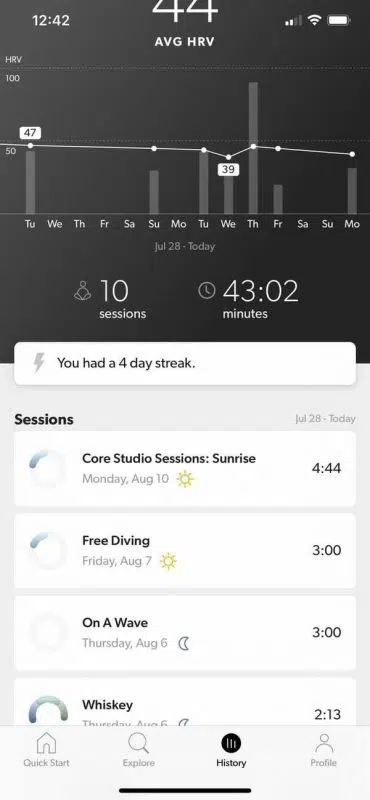 12:42
44
AVG HRV
HRV
100
47
50
39
Tu We Th Fr Sa Su Mo Tu We Th Fr Sa Su Mo
Jul 28 - Today
10
sessions
43:02
minutes
You had a 4 day streak.
Sessions
Jul 28 - Today
Core Studio Sessions: Sunrise
Monday, Aug 10
4:44
Free Diving
Friday, Aug 7
3:00
On A Wave
Thursday, Aug 6
3:00
Whiskey
Thursday, Aug 6
2:13
Quick Start
Explore
History
Profile